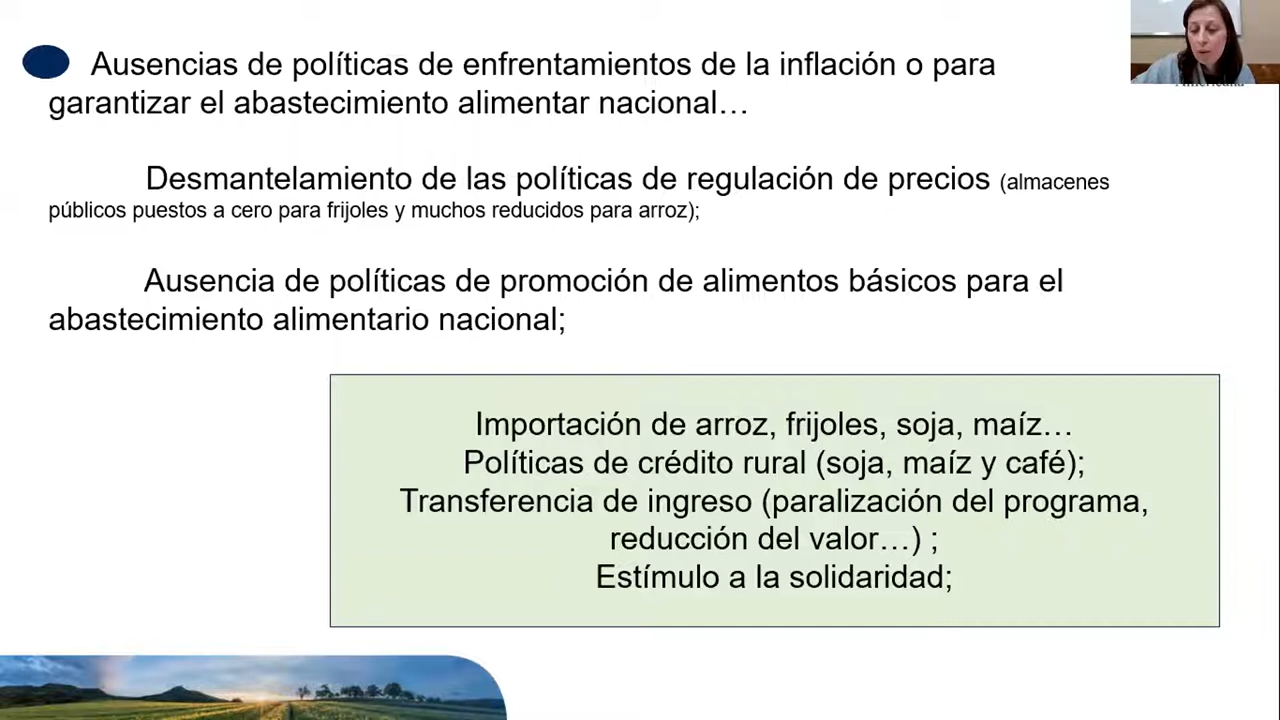 Ausencias de políticas de enfrentamientos de la inflación o para
garantizar el abastecimiento alimentar nacional…
Desmantelamiento de las políticas de regulación de precios (almacenes
públicos puestos a cero para frijoles y muchos reducidos para arroz);
Ausencia de políticas de promoción de alimentos básicos para el
abastecimiento alimentario nacional;
Importación de arroz, frijoles, soja, maíz…
Políticas de crédito rural (soja, maíz y café);
Transferencia de ingreso (paralización del programa,
reducción del valor…) ;
Estímulo a la solidaridad;